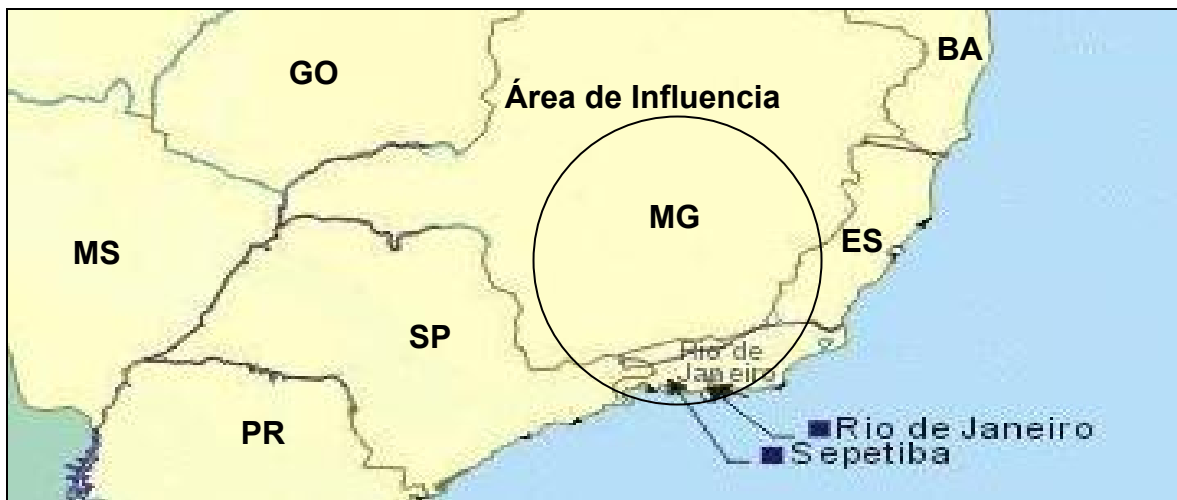 BA
GO
Área de Influencia
MG
ES
MS
SP
Rio de
Janeiro
PR
Rio de Janeiro
Sepetiba